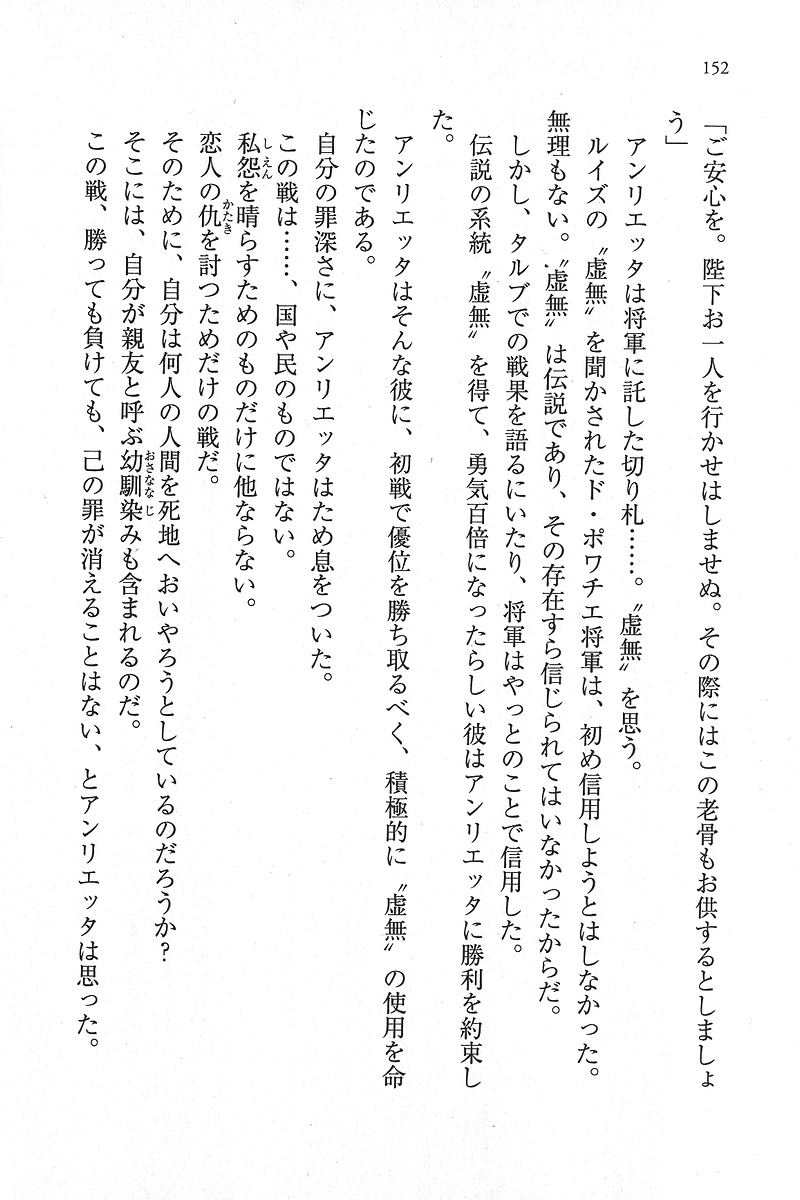 152
「ご安心を。陛下お一人を行かせはしませぬ。その際にはこの老骨もお供するとしましょ
う」
アンリエッタは将軍に託した切り札……。〝虚無〟を思う。
ルイズの〝虚無〟を聞かされたド・ポワチエ将軍は、初め信用しようとはしなかった。
無理もない。〝虚無〟は伝説であり、その存在すら信じられてはいなかったからだ。
しかし、タルブでの戦果を語るにいたり、将軍はやっとのことで信用した。
伝説の系統〝虚無〟を得て、勇気百倍になったらしい彼はアンリエッタに勝利を約束し
た。
アンリエッタはそんな彼に、初戦で優位を勝ち取るべく、積極的に〝虚無〟の使用を命
じたのである。
自分の罪深さに、アンリエッタはため息をついた。
この戦は……、国や民のものではない。
私怨を晴らすためのものだけに他ならない。
恋人の仇を討つためだけの戦だ。
そのために、自分は何人の人間を死地へおいやろうとしているのだろうか？
そこには、自分が親友と呼ぶ幼馴染みも含まれるのだ。
この戦、勝っても負けても、己の罪が消えることはない、とアンリエッタは思った。